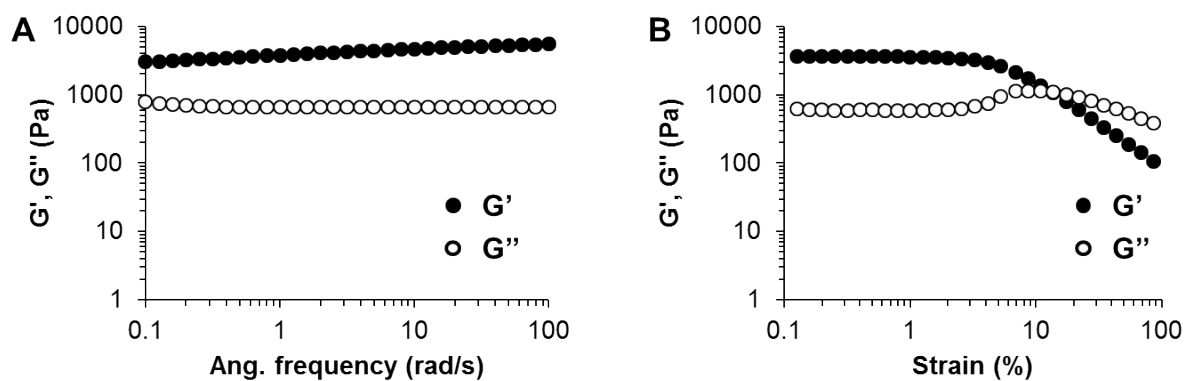 A
G', G'' (Pa)
10000
1000
100
10
1
G’
G’’
0.1 1 10 100
Ang. frequency (rad/s)
B
G', G'' (Pa)
10000
1000
100
10
1
G’
G’’
0.1 1 10 100
Strain (%)